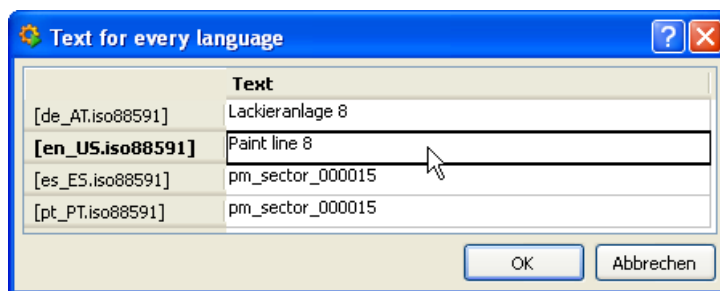 Text for every language
Text
[de_AT.iso88591] Lackieranlage 8
[en_US.iso88591] Paint line 8
[es_ES.iso88591] pm_sector_000015
[pt_PT.iso88591] pm_sector_000015
OK Abbrechen